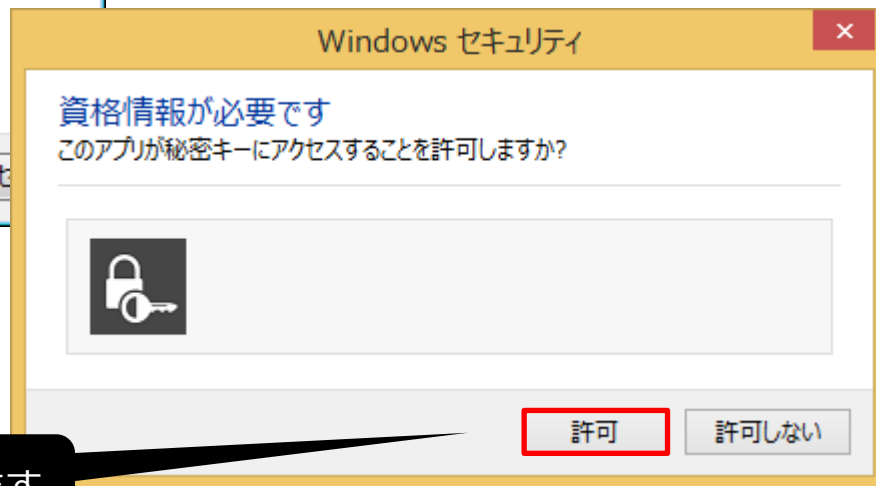 Windows セキュリティ
資格情報が必要です
このアプリが秘密キーにアクセスすることを許可しますか?
許可
許可しない
す